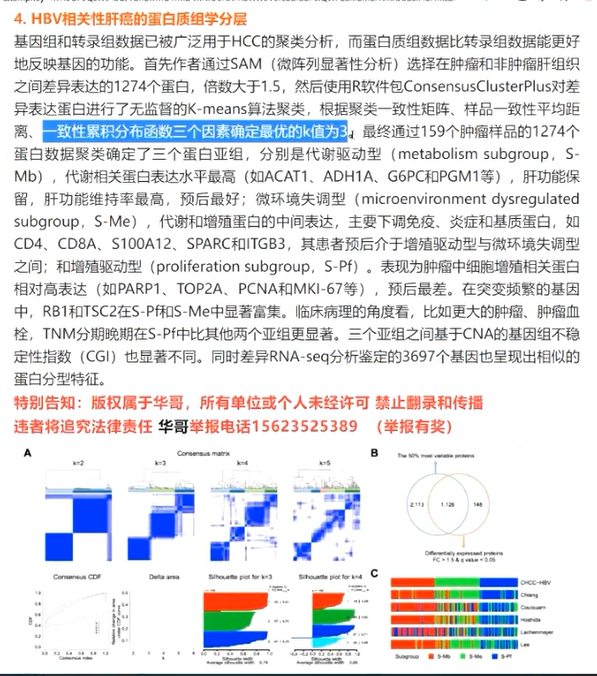 4. HBV相关性肝癌的蛋白质组学分层
基因组和转录组数据已被广泛用于HCC的聚类分析，而蛋白质组数据比转录组数据能更好
地反映基因的功能。首先作者通过SAM（微阵列显著性分析）选择在肿瘤和非肿瘤肝组织
之间差异表达的1274个蛋白，倍数大于1.5，然后使用R软件包ConsensusClusterPlus对差
异表达蛋白进行了无监督的K-means算法聚类，根据聚类一致性矩阵、样品一致性平均距
离、一致性累积分布函数三个因素确定最优的k值为3。最终通过159个肿瘤样品的1274个
蛋白数据聚类确定了三个蛋白亚组，分别是代谢驱动型（metabolism subgroup，S-
Mb），代谢相关蛋白表达水平最高（如ACAT1、ADH1A、G6PC和PGM1等），肝功能保
留，肝功能维持率最高，预后最好；微环境失调型（microenvironment dysregulated
subgroup，S-Me），代谢和增殖蛋白的中间表达，主要下调免疫、炎症和基质蛋白，如
CD4、CD8A、S100A12、SPARC和ITGB3，其患者预后介于增殖驱动型与微环境失调型
之间；和增殖驱动型（proliferation subgroup，S-Pf）。表现为肿瘤中细胞增殖相关蛋白
相对高表达（如PARP1、TOP2A、PCNA和MKI-67等），预后最差。在突变频繁的基因
中，RB1和TSC2在S-Pf和S-Me中显著富集。临床病理的角度看，比如更大的肿瘤、肿瘤血
栓，TNM分期晚期在S-Pf中比其他两个亚组更显著。三个亚组之间基于CNA的基因组不稳
定性指数（CGI）也显著不同。同时差异RNA-seq分析鉴定的3697个基因也呈现出相似的
蛋白分型特征。
特别告知：版权属于华哥，所有单位或个人未经许可 禁止翻录和传播
违者将追究法律责任 华哥举报电话15623525389 （举报有奖）
A
Consensus matrix
k=2 k=3 k=4 k=5
B
The 50% most variable proteins
2,113 1,126 148
Differentially expressed proteins
FC > 1.5 & q value < 0.05
Consensus CDF
CDF
Consensus index
Delta area
Relative change in area under CDF curve
k
Silhouette plot for k=3
Silhouette width
Average silhouette width
Silhouette plot for k=4
Silhouette width
Average silhouette width
C
CHCC-HBV
Chiang
Hoshida
Lee
Subgroup S-Mb S-Me S-Pf